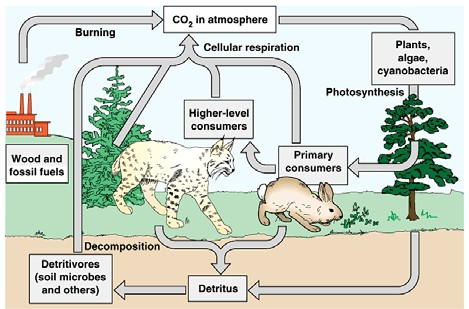 CO₂ in atmosphere
Burning
Cellular respiration
Plants,
algae,
cyanobacteria
Photosynthesis
Higher-level
consumers
Wood and
fossil fuels
Primary
consumers
Decomposition
Detritivores
(soil microbes
and others)
Detritus